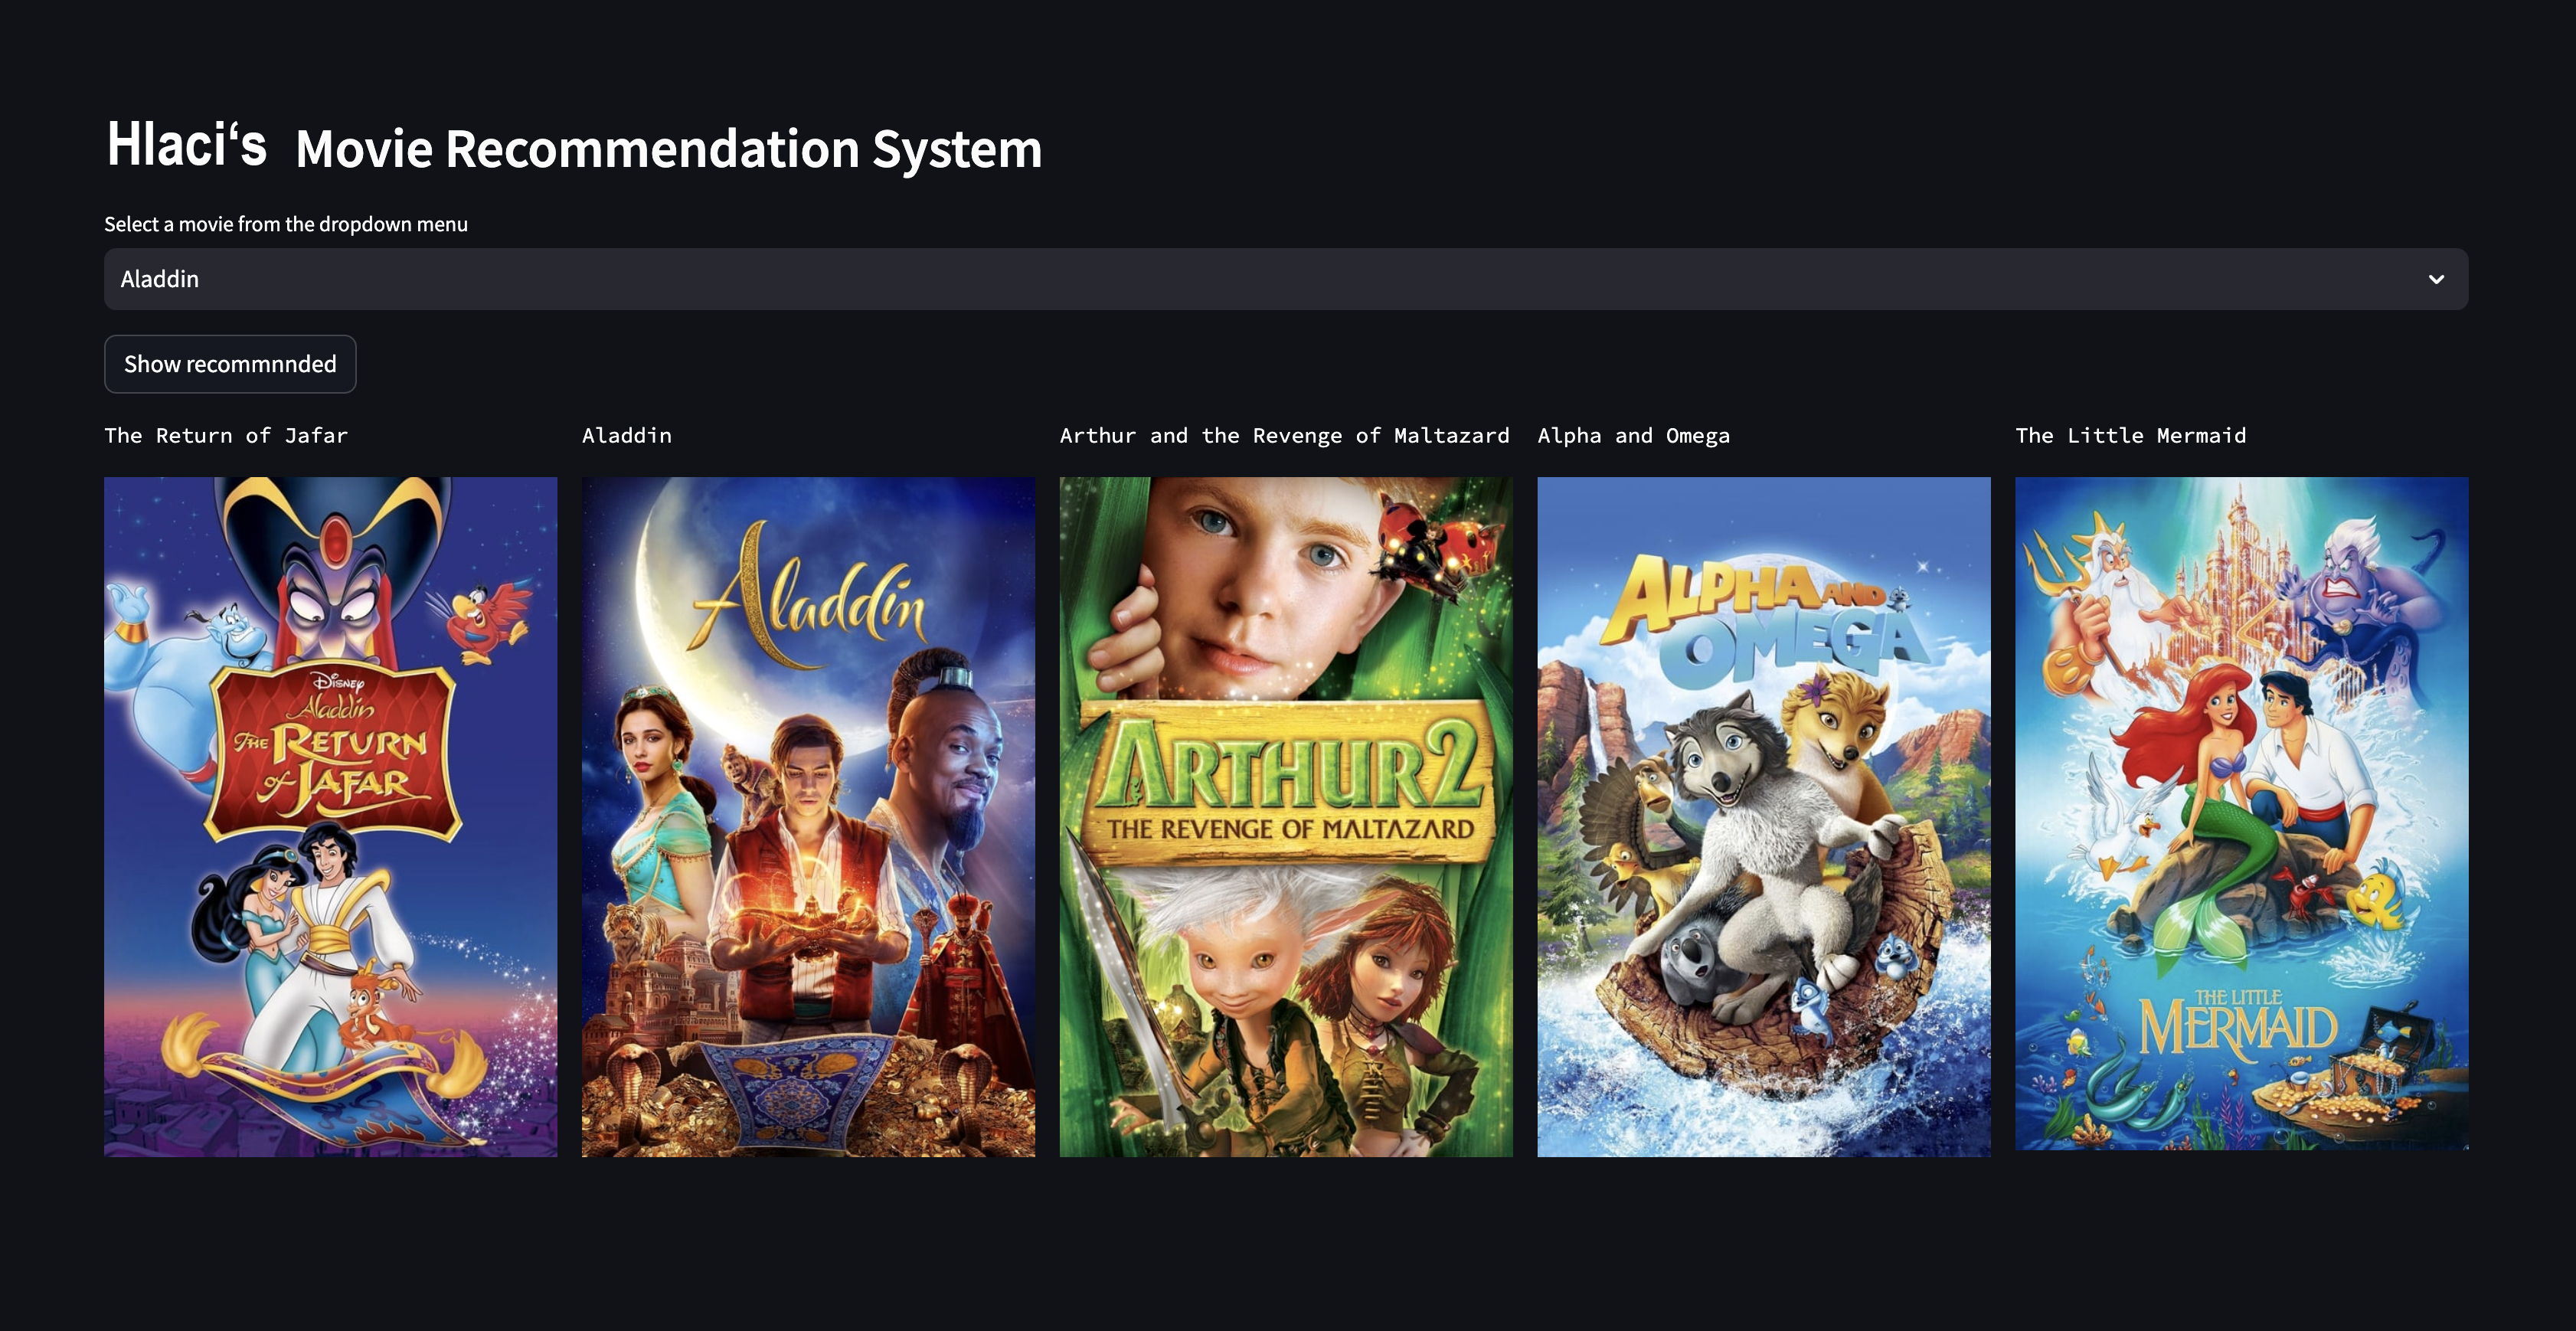 Hlaci‘s Movie Recommendation System
Select a movie from the dropdown menu
Aladdin
Show recommnnded
The Return of Jafar
Aladdin
Arthur and the Revenge of Maltazard
Alpha and Omega
The Little Mermaid
Disney
Aladdin
THE RETURN
of JAFAR
Aladdin
ARTHUR2
THE REVENGE OF MALTAZARD
ALPHA AND
OMEGA
THE LITTLE
MERMAID